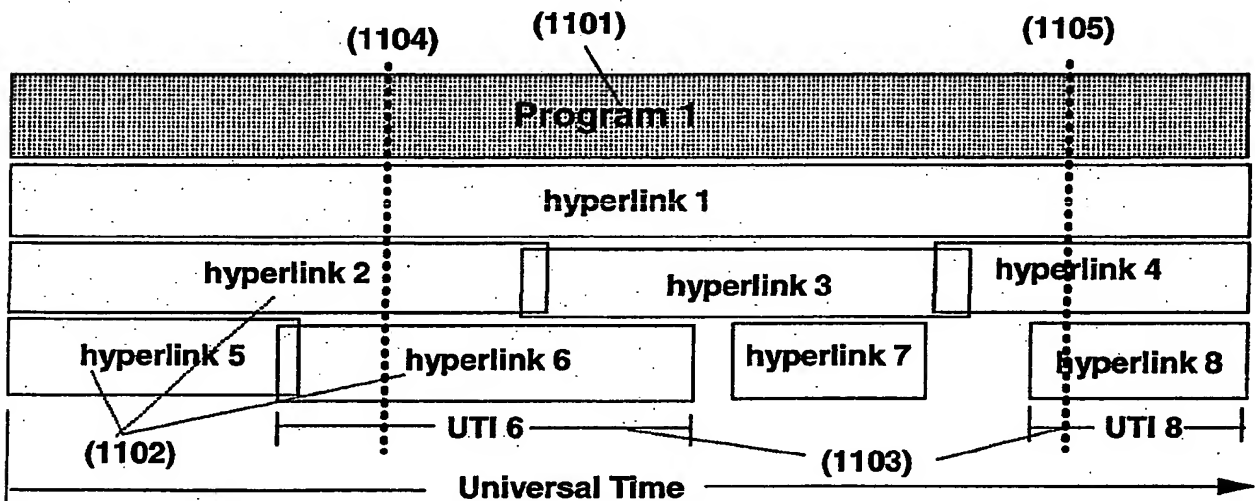 (1104)
(1101)
(1105)
Program 1
hyperlink 1
hyperlink 2
hyperlink 3
hyperlink 4
hyperlink 5
hyperlink 6
hyperlink 7
hyperlink 8
UTI 6
UTI 8
(1102)
(1103)
Universal Time